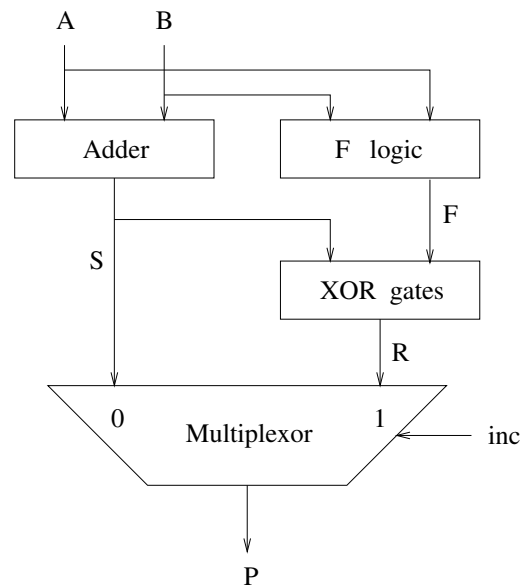 A B
Adder F logic
F
S
XOR gates
R
0 1
Multiplexor
inc
P